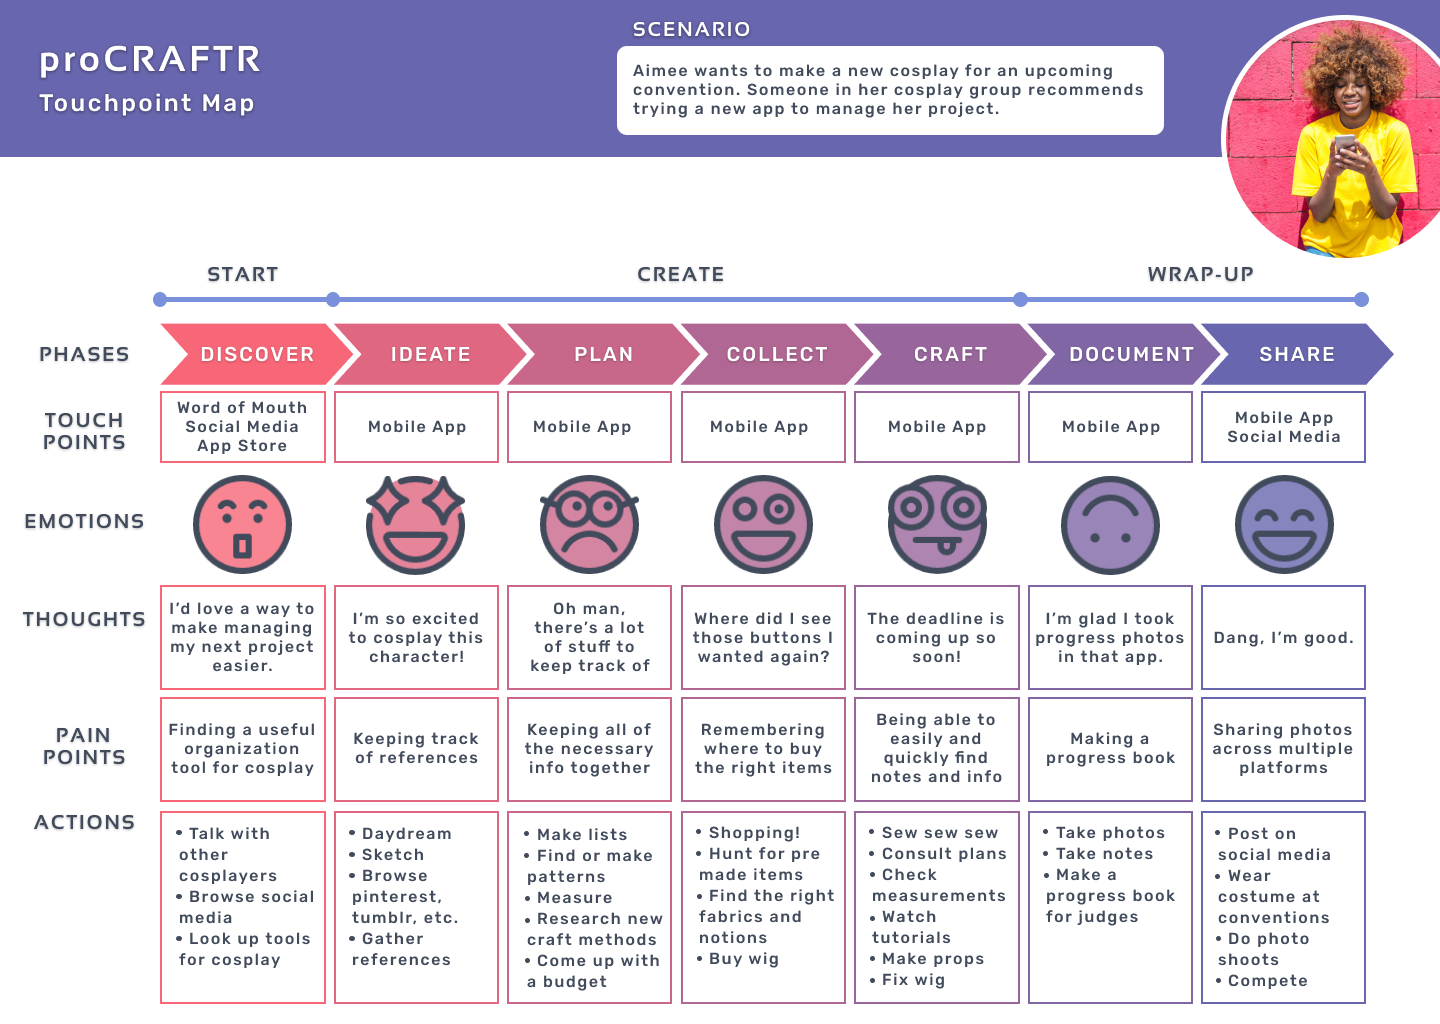 proCRAFTR
Touchpoint Map
SCENARIO
Aimee wants to make a new cosplay for an upcoming
convention. Someone in her cosplay group recommends
trying a new app to manage her project.
START
CREATE
WRAP-UP
PHASES
DISCOVER
IDEATE
PLAN
COLLECT
CRAFT
DOCUMENT
SHARE
TOUCH
POINTS
Word of Mouth
Social Media
App Store
Mobile App
Mobile App
Mobile App
Mobile App
Mobile App
Mobile App
Social Media
EMOTIONS
THOUGHTS
I'd love a way to
make managing
my next project
easier.
I'm so excited
to cosplay this
character!
Oh man,
there's a lot
of stuff to
keep track of
Where did I see
those buttons I
wanted again?
The deadline is
coming up so
soon!
I'm glad I took
progress photos
in that app.
Dang, I'm good.
PAIN
POINTS
Finding a useful
organization
tool for cosplay
Keeping track
of references
Keeping all of
the necessary
info together
Remembering
where to buy
the right items
Being able to
easily and
quickly find
notes and info
Making a
progress book
Sharing photos
across multiple
platforms
ACTIONS
• Talk with
other
cosplayers
• Browse social
media
• Look up tools
for cosplay
• Daydream
• Sketch
• Browse
pinterest,
tumblr, etc.
• Gather
references
• Make lists
• Find or make
patterns
• Measure
• Research new
craft methods
• Come up with
a budget
• Shopping!
• Hunt for pre
made items
• Find the right
fabrics and
notions
• Buy wig
• Sew sew sew
• Consult plans
• Check
measurements
• Watch
tutorials
• Make props
• Fix wig
• Take photos
• Take notes
• Make a
progress book
for judges
• Post on
social media
• Wear
costume at
conventions
• Do photo
shoots
• Compete